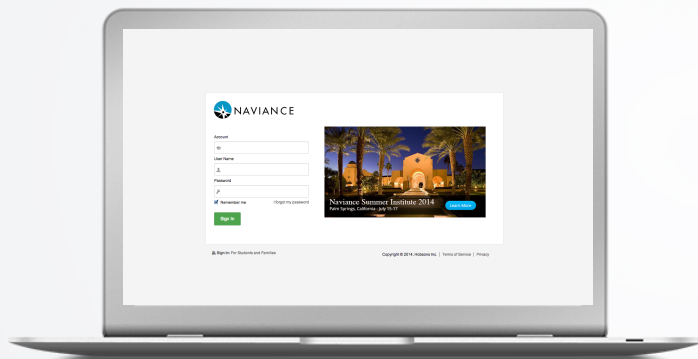 NAVIANCE
Account
User Name
Password
Remember me
I forgot my password
Sign In
Naviance Summer Institute 2014
Palm Springs, California - July 15-17
Learn More
Sign In: For Students and Families
Copyright © 2014, Hobsons Inc. | Terms of Service | Privacy